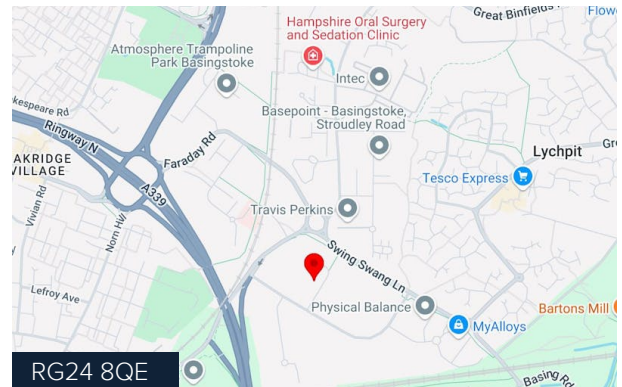 Great Binfields
Flowe
Hampshire Oral Surgery
and Sedation Clinic
Atmosphere Trampoline
Park Basingstoke
Intec
kespeare Rd
Ringway N
Basepoint - Basingstoke,
Stroudley Road
Faraday Rd
Lychpit
Gre
AKRIDGE
VILLAGE
A339
Tesco Express
Vivian Rd
Norn Hill
Travis Perkins
Swing Swang Ln
Lefroy Ave
Physical Balance
Bartons Mill
MyAlloys
Basing Rd
RG24 8QE